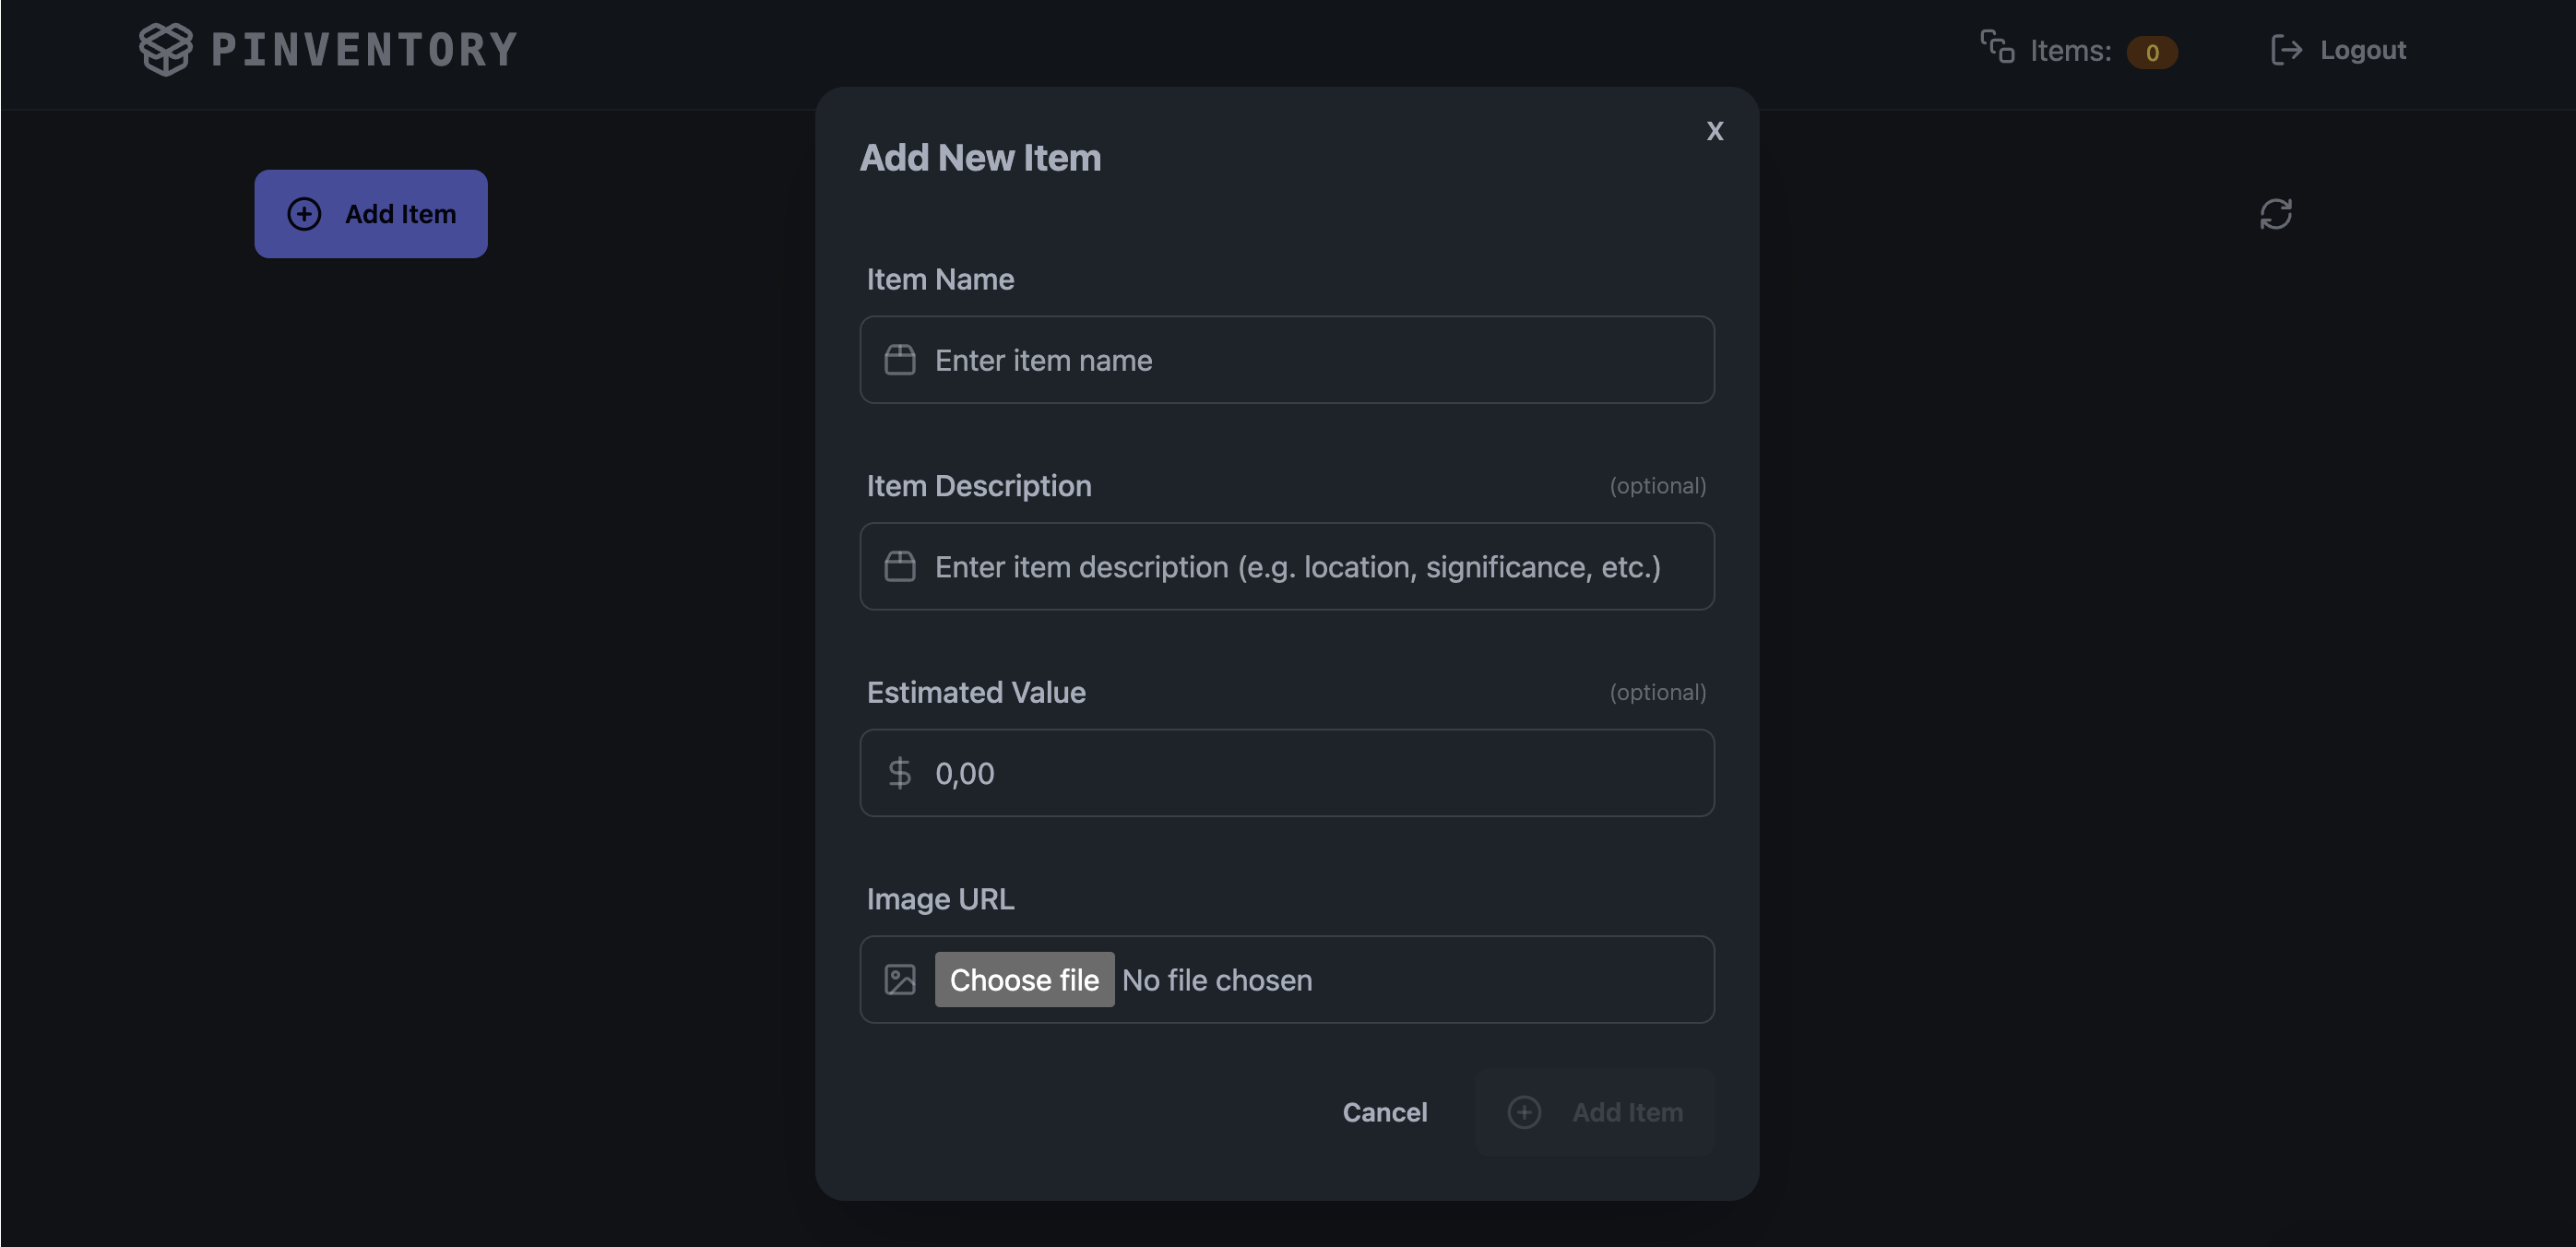 PINVENTORY
Items: 0
Logout
Add Item
X
Add New Item
Item Name
Enter item name
Item Description (optional)
Enter item description (e.g. location, significance, etc.)
Estimated Value (optional)
$ 0,00
Image URL
Choose file No file chosen
Cancel
Add Item